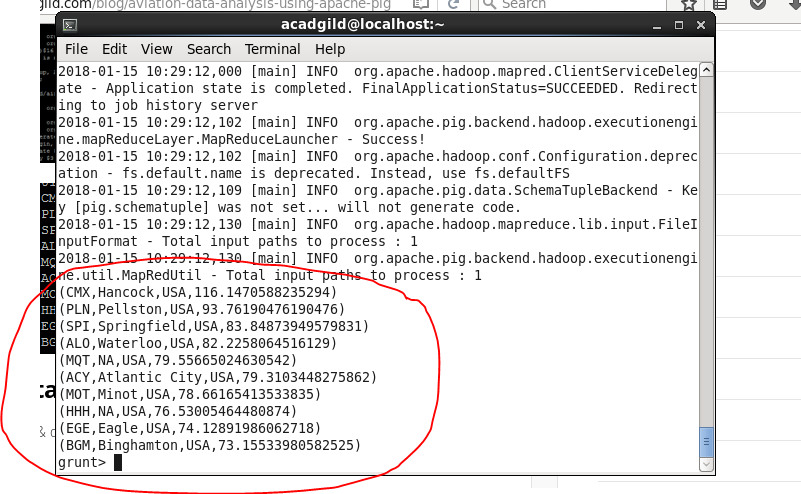 gild.com/blog/aviation-data-analysis-using-apache-pig
Search
acadgild@localhost:~
File Edit View Search Terminal Help
2018-01-15 10:29:12,000 [main] INFO  org.apache.hadoop.mapred.ClientServiceDeleg
ate - Application state is completed. FinalApplicationStatus=SUCCEEDED. Redirect
ing to job history server
2018-01-15 10:29:12,102 [main] INFO  org.apache.pig.backend.hadoop.executionengi
ne.mapReduceLayer.MapReduceLauncher - Success!
2018-01-15 10:29:12,102 [main] INFO  org.apache.hadoop.conf.Configuration.deprec
ation - fs.default.name is deprecated. Instead, use fs.defaultFS
2018-01-15 10:29:12,109 [main] INFO  org.apache.pig.data.SchemaTupleBackend - Ke
y [pig.schematuple] was not set... will not generate code.
2018-01-15 10:29:12,130 [main] INFO  org.apache.hadoop.mapreduce.lib.input.FileI
nputFormat - Total input paths to process : 1
2018-01-15 10:29:12,130 [main] INFO  org.apache.pig.backend.hadoop.executionengi
ne.util.MapRedUtil - Total input paths to process : 1
(CMX,Hancock,USA,116.1470588235294)
(PLN,Pellston,USA,93.76190476190476)
(SPI,Springfield,USA,83.84873949579831)
(ALO,Waterloo,USA,82.2258064516129)
(MQT,NA,USA,79.55665024630542)
(ACY,Atlantic City,USA,79.3103448275862)
(MOT,Minot,USA,78.66165413533835)
(HHH,NA,USA,76.53005464480874)
(EGE,Eagle,USA,74.12891986062718)
(BGM,Binghamton,USA,73.15533980582525)
grunt>